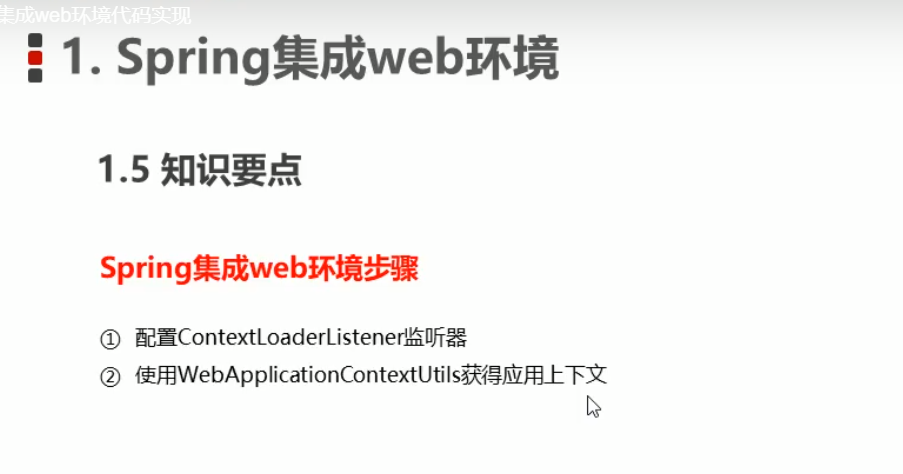 集成web环境代码实现
1. Spring集成web环境
1.5 知识要点
Spring集成web环境步骤
① 配置ContextLoaderListener监听器
② 使用WebApplicationContextUtils获得应用上下文